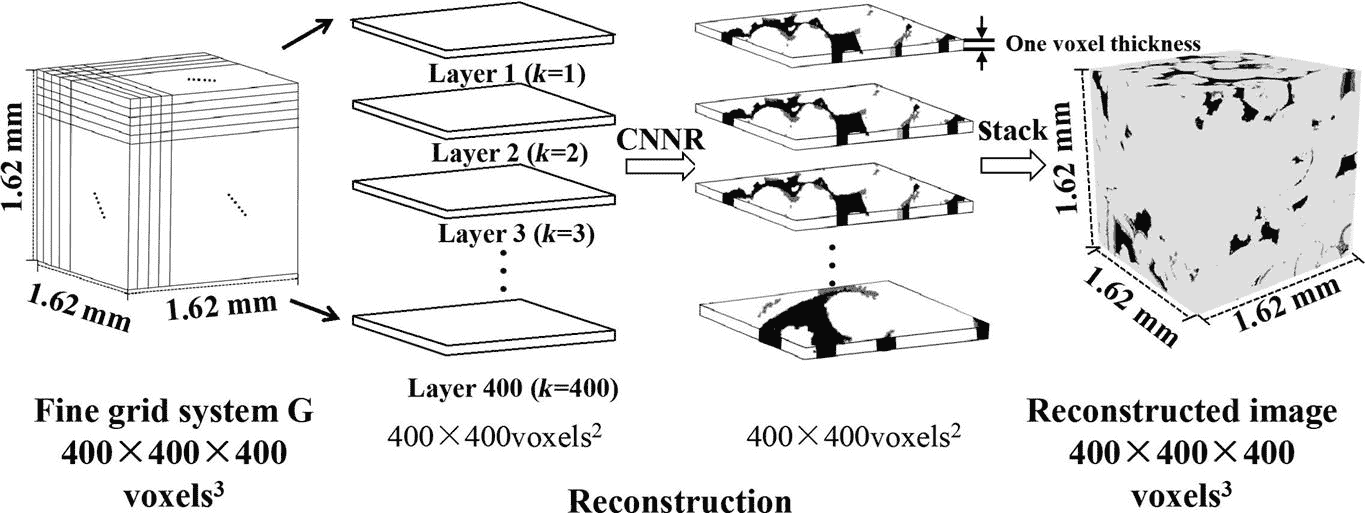 1.62 mm
1.62 mm
1.62 mm
Fine grid system G
400×400×400
voxels³
Layer 1 (k=1)
Layer 2 (k=2)
Layer 3 (k=3)
Layer 400 (k=400)
400×400voxels²
CNNR
One voxel thickness
400×400voxels²
Reconstruction
Stack
1.62 mm
1.62 mm
1.62 mm
Reconstructed image
400×400×400
voxels³